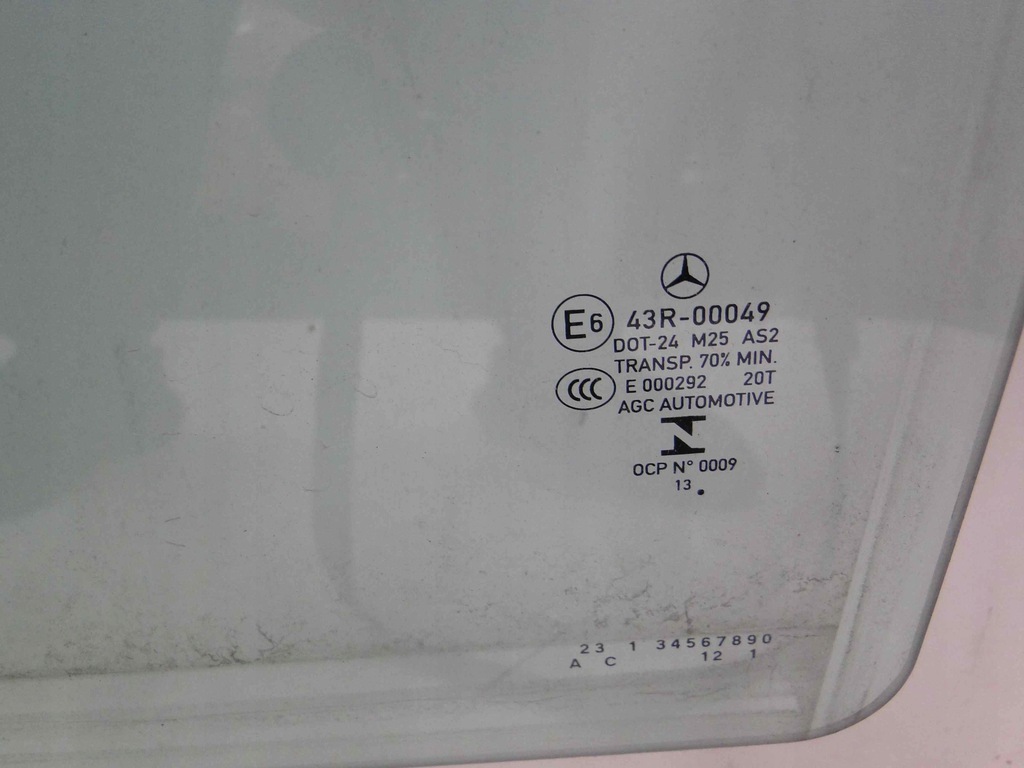 E6 43R-00049
DOT-24 M25 AS2
TRANSP. 70% MIN.
CCC E 000292 20T
AGC AUTOMOTIVE
OCP N° 0009
13 .
23 1 34567890
A C 12 1